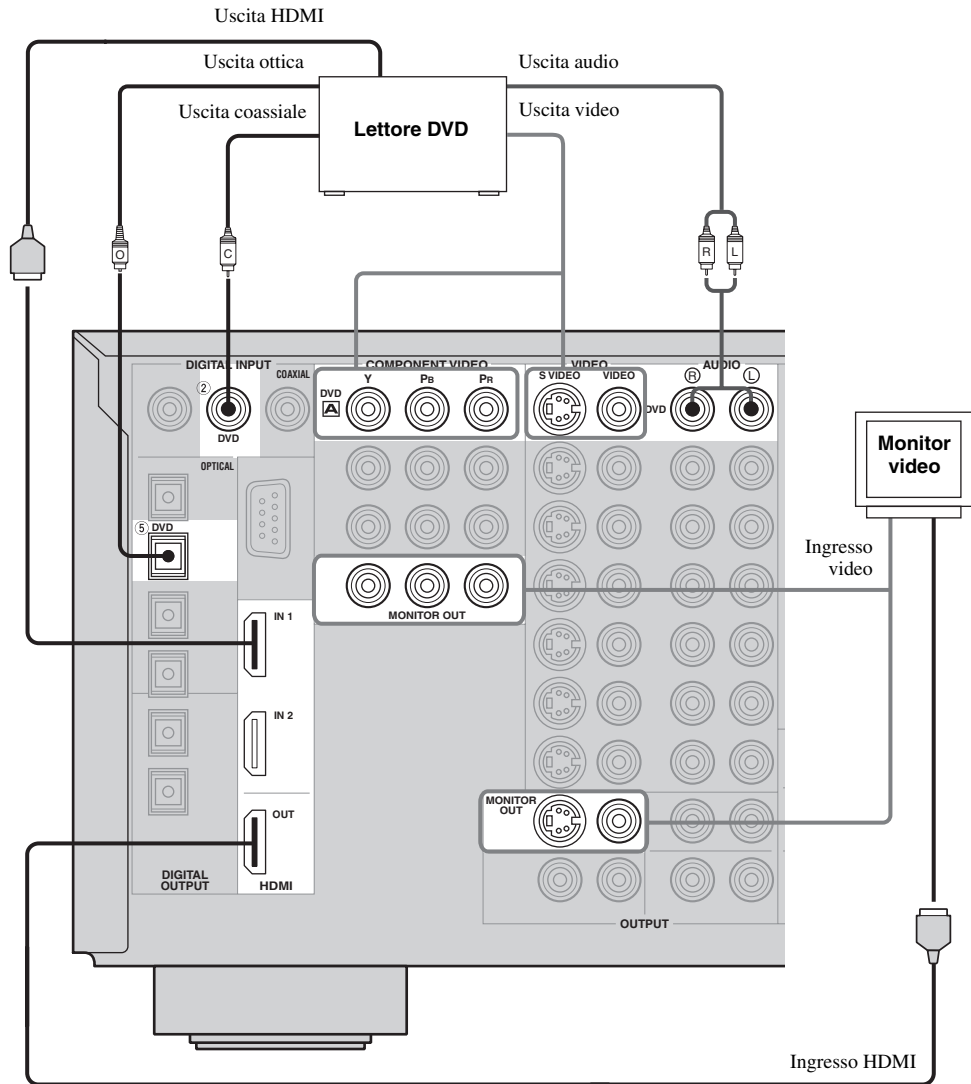 Uscita HDMI
Uscita ottica
Uscita audio
Uscita coassiale
Uscita video
Lettore DVD
O
C
R L
DIGITAL INPUT
COMPONENT VIDEO
VIDEO
AUDIO
COAXIAL
Y PB PR
S VIDEO VIDEO
R L
②
DVD
A
DVD
DVD
OPTICAL
⑤ DVD
Monitor
video
Ingresso
video
MONITOR OUT
IN 1
IN 2
OUT
MONITOR
OUT
DIGITAL
OUTPUT
HDMI
OUTPUT
Ingresso HDMI